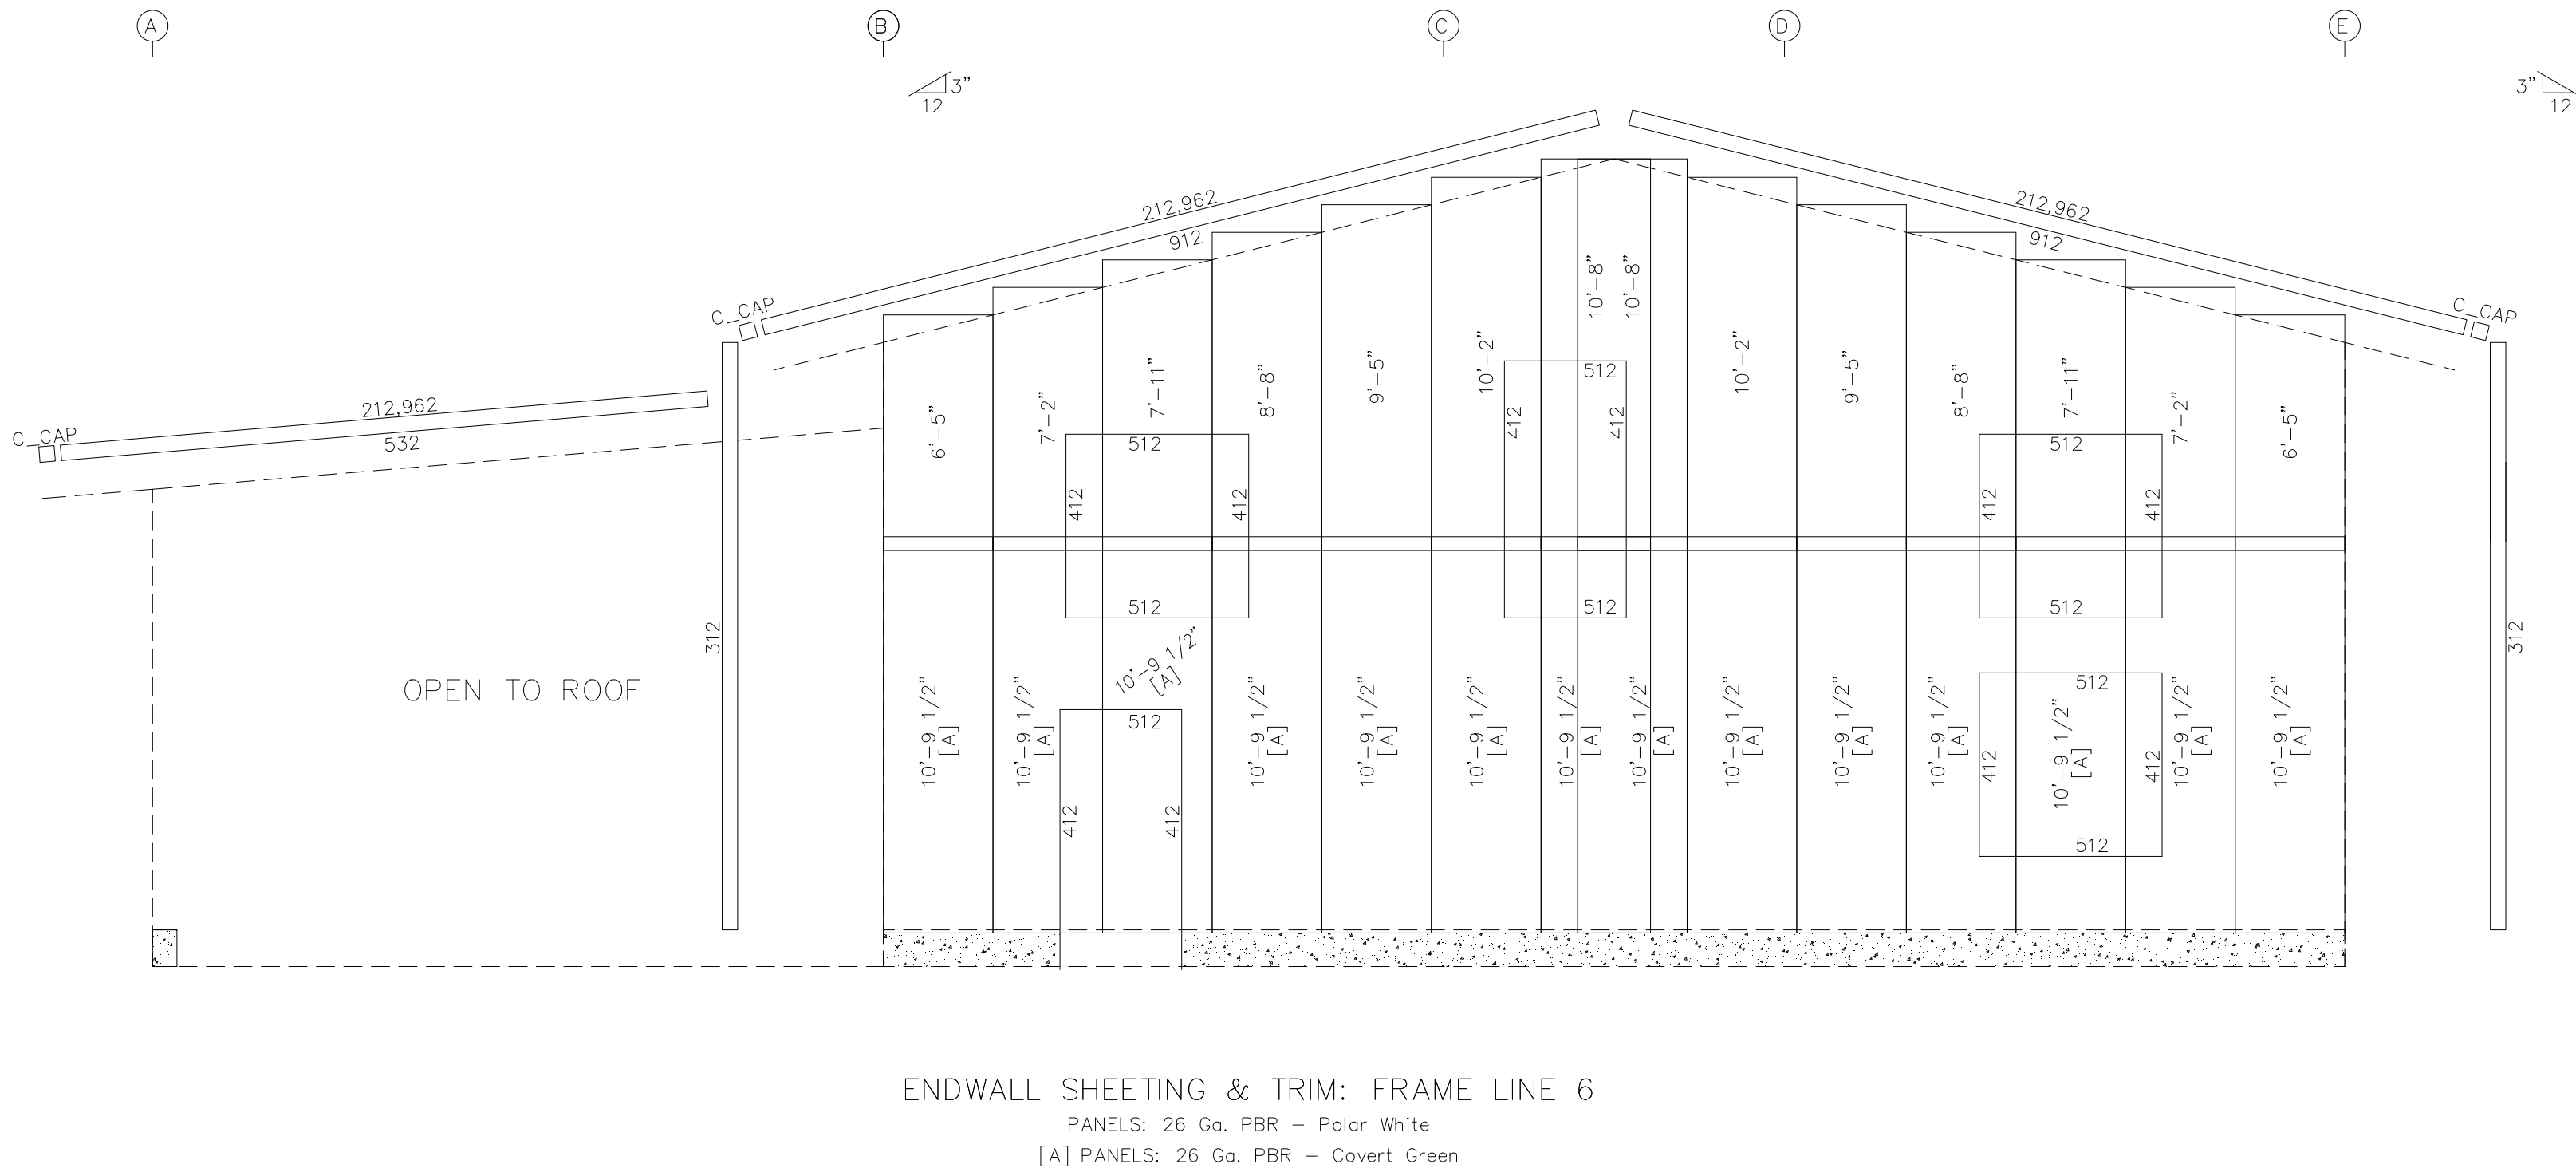 A
B
C
D
E
3"
12
3"
12
212,962
912
212,962
912
C_CAP
C_CAP
212,962
532
C_CAP
10'-8"
10'-8"
6'-5"
7'-2"
7'-11"
8'-8"
9'-5"
10'-2"
10'-2"
9'-5"
8'-8"
7'-11"
7'-2"
6'-5"
512
412
412
512
512
412
412
512
512
412
412
512
312
312
OPEN TO ROOF
10'-9 1/2"
[A]
10'-9 1/2"
[A]
10'-9 1/2"
[A]
10'-9 1/2"
[A]
10'-9 1/2"
[A]
10'-9 1/2"
[A]
10'-9 1/2"
[A]
10'-9 1/2"
[A]
10'-9 1/2"
[A]
10'-9 1/2"
[A]
10'-9 1/2"
[A]
10'-9 1/2"
[A]
10'-9 1/2"
[A]
10'-9 1/2"
[A]
512
412
412
512
412
412
512
ENDWALL SHEETING & TRIM: FRAME LINE 6
PANELS: 26 Ga. PBR - Polar White
[A] PANELS: 26 Ga. PBR - Covert Green